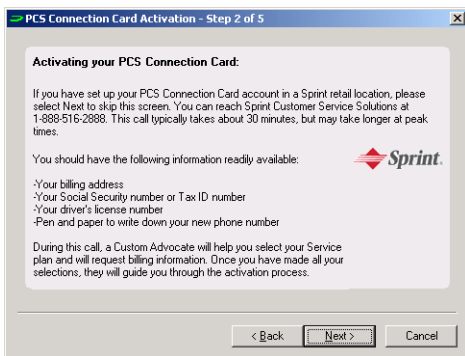 PCS Connection Card Activation - Step 2 of 5
Activating your PCS Connection Card:
If you have set up your PCS Connection Card account in a Sprint retail location, please
select Next to skip this screen. You can reach Sprint Customer Service Solutions at
1-888-516-2888. This call typically takes about 30 minutes, but may take longer at peak
times.
You should have the following information readily available:
Sprint.
-Your billing address
-Your Social Security number or Tax ID number
-Your driver's license number
-Pen and paper to write down your new phone number
During this call, a Custom Advocate will help you select your Service
plan and will request billing information. Once you have made all your
selections, they will guide you through the activation process.
< Back Next > Cancel